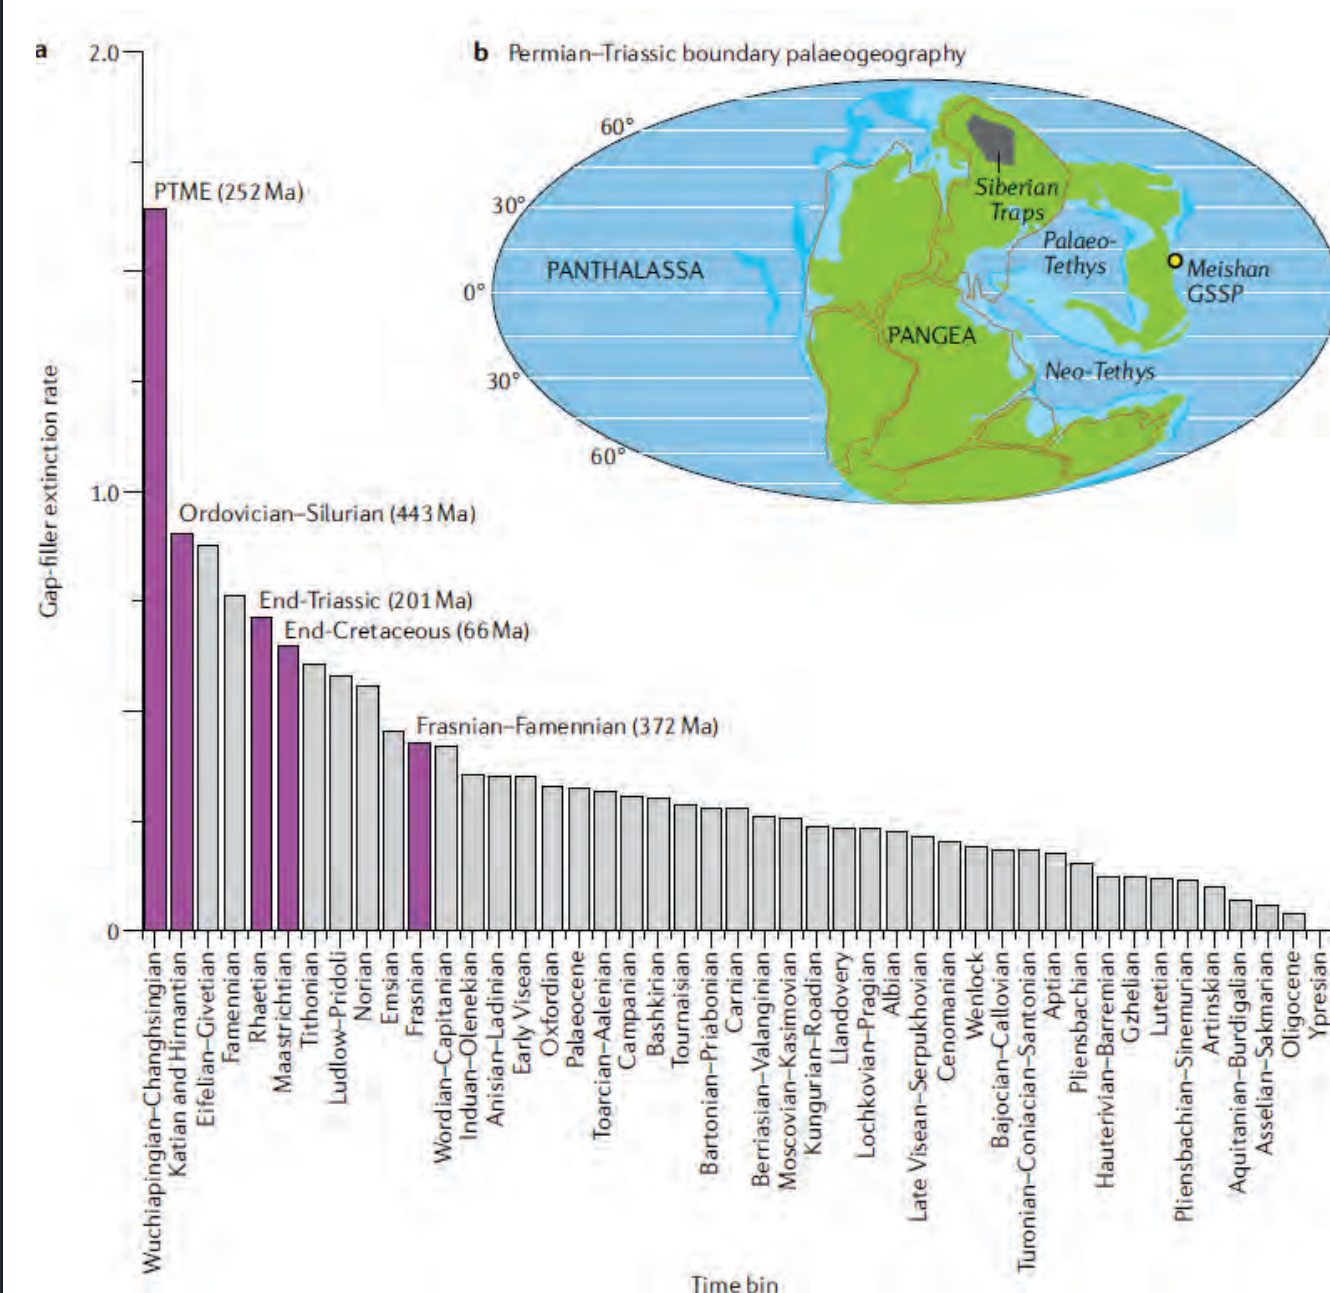 a
2.0
1.0
0
Gap-filler extinction rate
PTME (252 Ma)
Ordovician–Silurian (443 Ma)
End-Triassic (201 Ma)
End-Cretaceous (66 Ma)
Frasnian–Famennian (372 Ma)
Wuchiapingian–Changhsingian
Katian and Hirnantian
Eifelian–Givetian
Famennian
Rhaetian
Maastrichtian
Tithonian
Ludlow–Pridoli
Norian
Emsian
Frasnian
Wordian–Capitanian
Induan–Olenekian
Anisian–Ladinian
Early Visean
Oxfordian
Palaeocene
Toarcian–Aalenian
Campanian
Bashkirian
Tournaisian
Bartonian–Priabonian
Carnian
Berriasian–Valanginian
Moscovian–Kasimovian
Kungurian–Roadian
Llandovery
Lochkovian–Pragian
Albian
Late Visean–Serpukhovian
Cenomanian
Wenlock
Bajocian–Callovian
Turonian–Coniacian–Santonian
Aptian
Pliensbachian
Hauterivian–Barremian
Gzhelian
Lutetian
Pliensbachian–Sinemurian
Artinskian
Aquitanian–Burdigalian
Asselian–Sakmarian
Oligocene
Ypresian
Time bin
b Permian–Triassic boundary palaeogeography
60°
30°
0°
30°
60°
PANTHALASSA
Siberian
Traps
Palaeo-
Tethys
Meishan
GSSP
PANGEA
Neo-Tethys